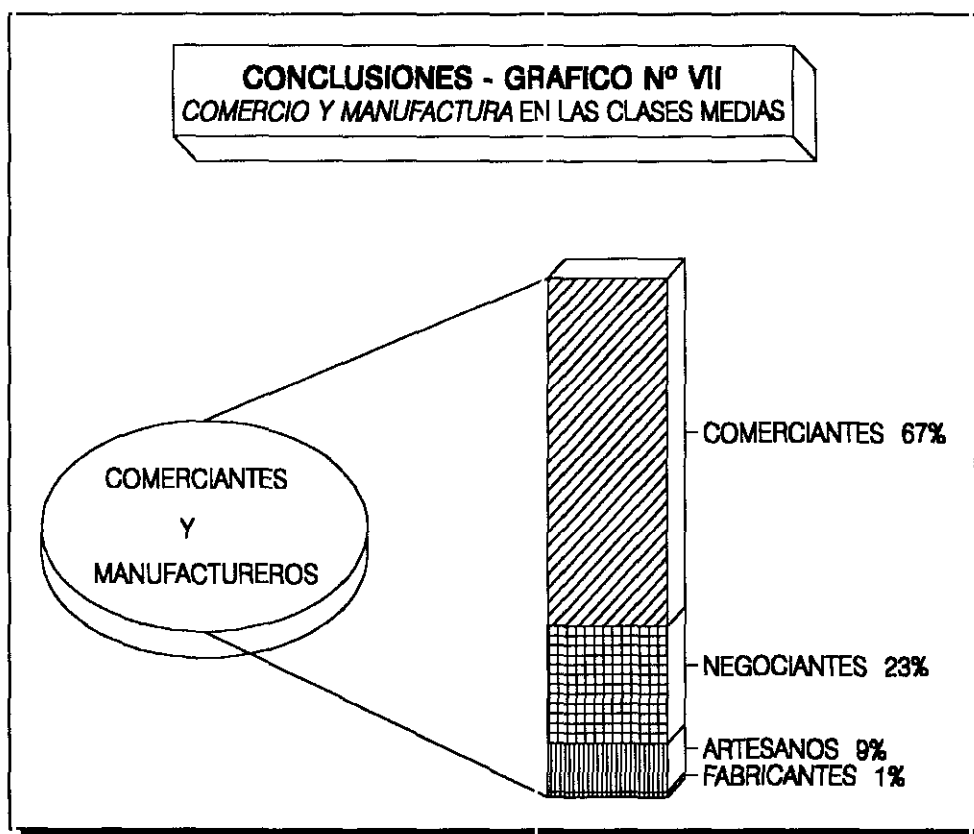 CONCLUSIONES - GRAFICO Nº VII
COMERCIO Y MANUFACTURA EN LAS CLASES MEDIAS
COMERCIANTES
Y
MANUFACTUREROS
COMERCIANTES 67%
NEGOCIANTES 23%
ARTESANOS 9%
FABRICANTES 1%